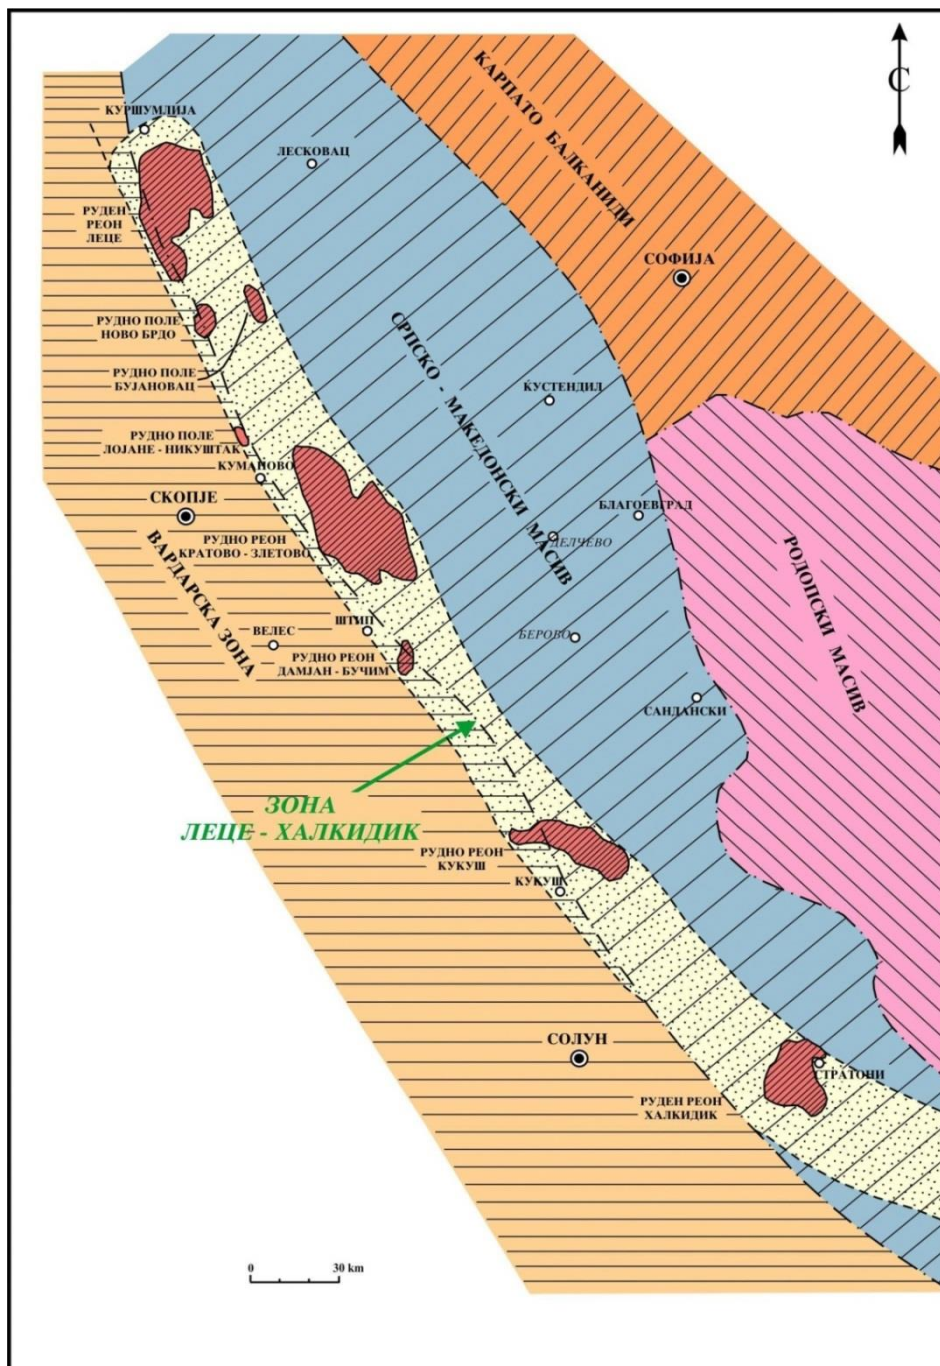 С
КАРПАТО БАЛКАНИДИ
КУРШУМЛИЈА
ЛЕСКОВАЦ
РУДЕН
РЕОН
ЛЕЦЕ
СОФИЈА
РУДНО ПОЛЕ
НОВО БРДО
СРПСКО - МАКЕДОНСКИ МАСИВ
РУДНО ПОЛЕ
БУЈАНОВАЦ
ЌУСТЕНДИЛ
РУДНО ПОЛЕ
ЛОЈАНЕ - НИКУШТАК
КУМАНОВО
СКОПЈЕ
БЛАГОЕВГРАД
ВАРДАРСКА ЗОНА
РУДНО РЕОН
КРАТОВО - ЗЛЕТОВО
ДЕЛЧЕВО
РОДОПСКИ МАСИВ
ШТИП
ВЕЛЕС
БЕРОВО
РУДНО РЕОН
ДАМЈАН - БУЧИМ
САНДАНСКИ
ЗОНА
ЛЕЦЕ - ХАЛКИДИК
РУДНО РЕОН
КУКУШ
КУКУШ
СОЛУН
СТРАТОНИ
РУДЕН РЕОН
ХАЛКИДИК
0 30 km